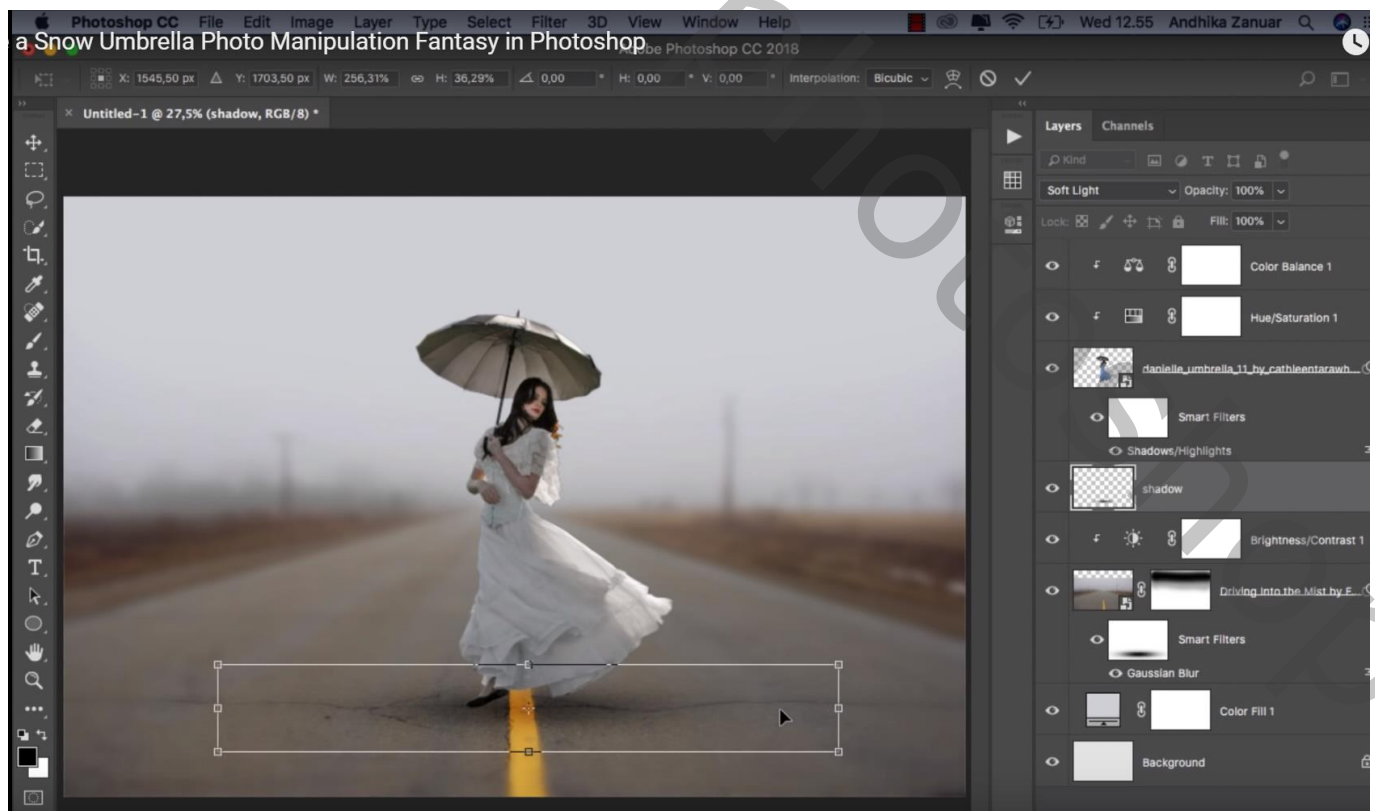 Photoshop CC File Edit Image Layer Type Select Filter 3D View Window Help Wed 12.55 Andhika Zanuar
a Snow Umbrella Photo Manipulation Fantasy in Photoshop
be Photoshop CC 2018
X: 1545,50 px Y: 1703,50 px W: 256,31% H: 36,29% 0,00 ° H: 0,00 ° V: 0,00 ° Interpolation: Bicubic
× Untitled-1 @ 27,5% (shadow, RGB/8) *
Layers Channels
Kind
Soft Light Opacity: 100%
Lock: Fill: 100%
Color Balance 1
Hue/Saturation 1
danielle_umbrella_11_by_cathleentarawh...
Smart Filters
Shadows/Highlights
shadow
Brightness/Contrast 1
Driving Into the Mist by F...
Smart Filters
Gaussian Blur
Color Fill 1
Background